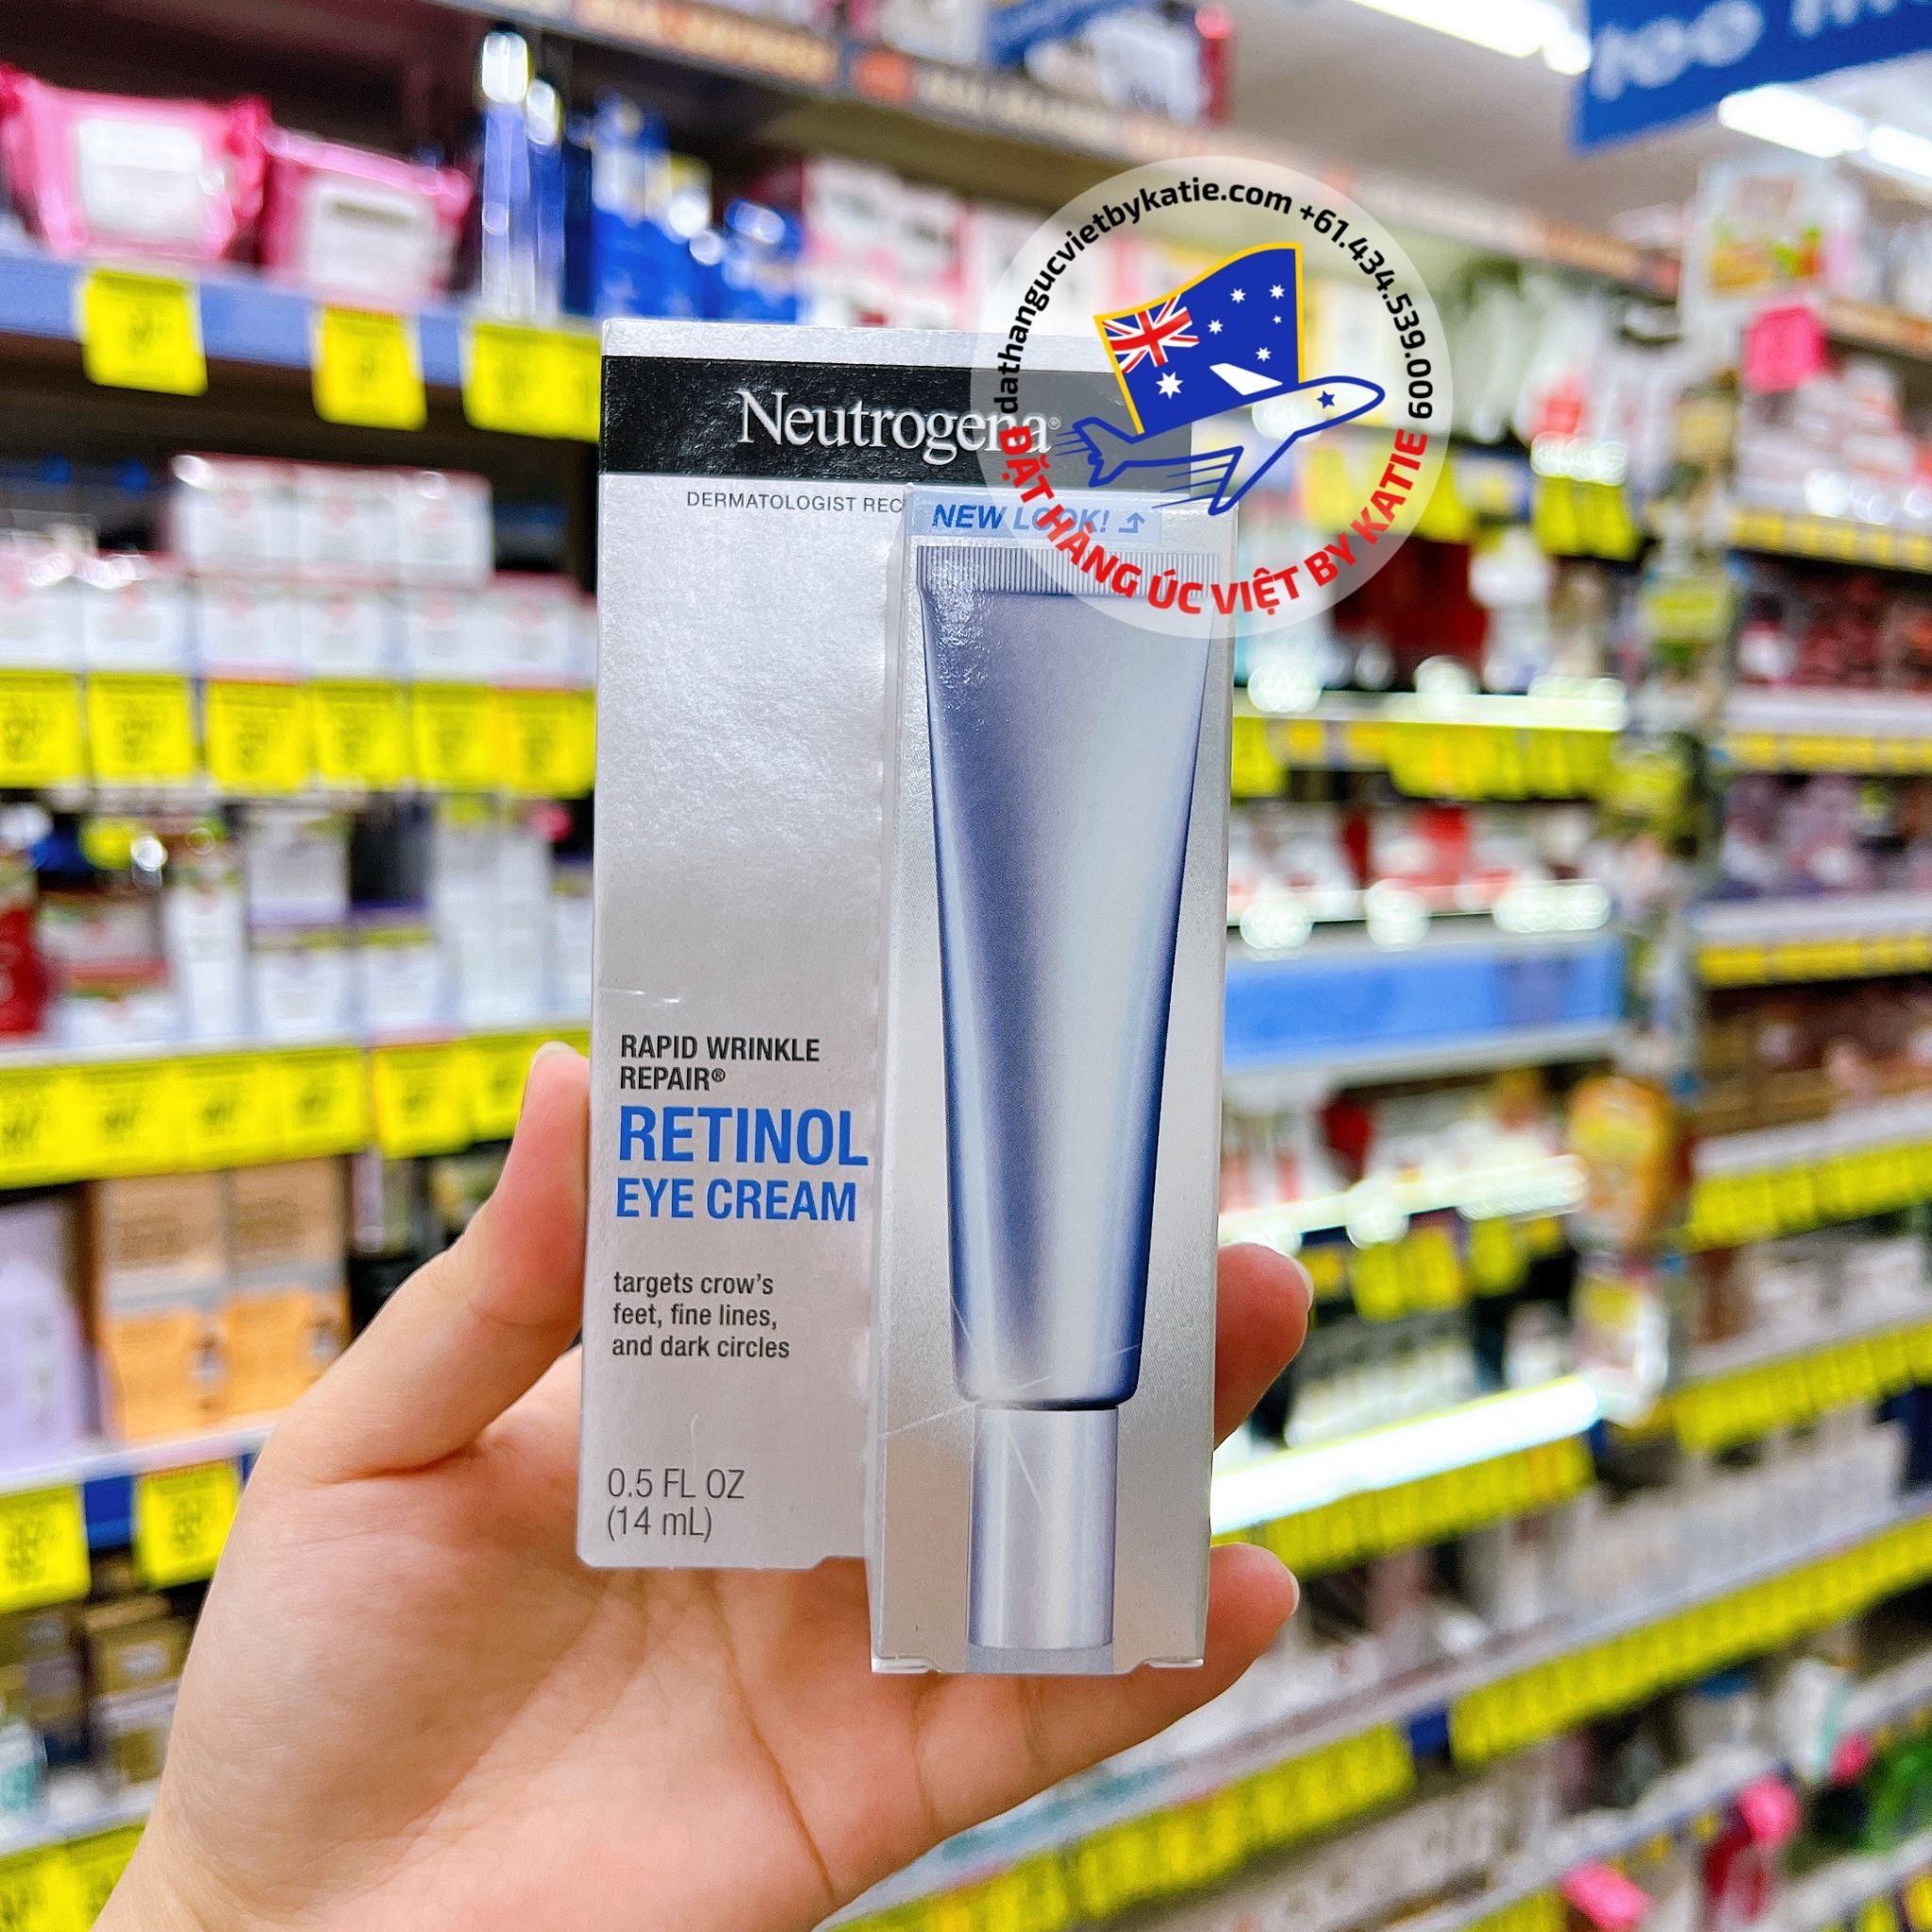 too m
dathangucvietbykatie.com +61.434.539.009
ĐẶT HÀNG ÚC VIỆT BY KATIE
Neutrogena®
DERMATOLOGIST REC
NEW LOOK!
RAPID WRINKLE
REPAIR®
RETINOL
EYE CREAM
targets crow's
feet, fine lines,
and dark circles
0.5 FL OZ
(14 mL)